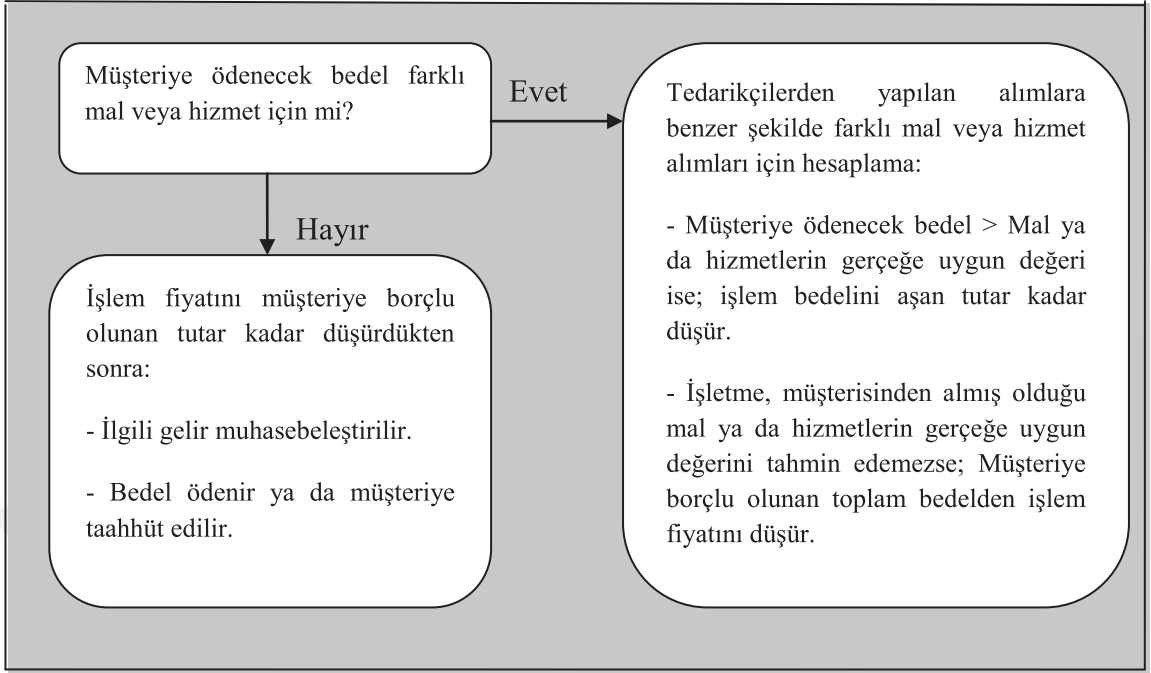 Müşteriye ödenecek bedel farklı
mal veya hizmet için mi?
Evet
Hayır
İşlem fiyatını müşteriye borçlu
olunan tutar kadar düşürdükten
sonra:
- İlgili gelir muhasebeleştirilir.
- Bedel ödenir ya da müşteriye
taahhüt edilir.
Tedarikçilerden yapılan alımlara
benzer şekilde farklı mal veya hizmet
alımları için hesaplama:
- Müşteriye ödenecek bedel > Mal ya
da hizmetlerin gerçeğe uygun değeri
ise; işlem bedelini aşan tutar kadar
düşür.
- İşletme, müşterisinden almış olduğu
mal ya da hizmetlerin gerçeğe uygun
değerini tahmin edemezse; Müşteriye
borçlu olunan toplam bedelden işlem
fiyatını düşür.